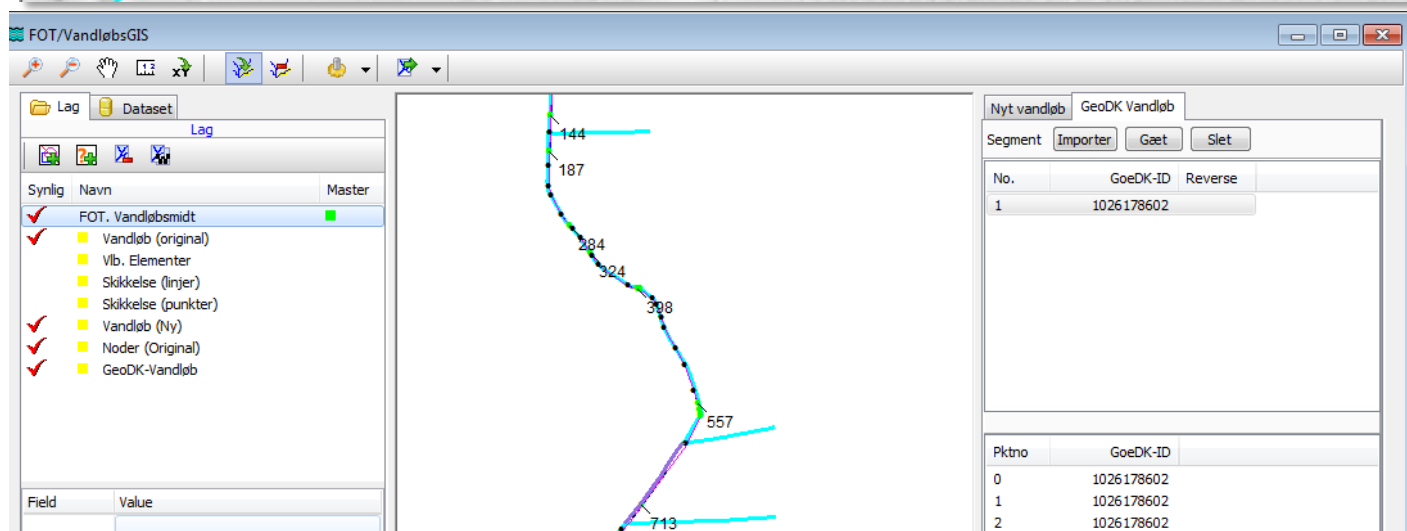 FOT/VandløbsGIS
Lag Dataset
Lag
Synlig Navn Master
FOT. Vandløbsmidt
Vandløb (original)
Vlb. Elementer
Skikkelse (linjer)
Skikkelse (punkter)
Vandløb (Ny)
Noder (Original)
GeoDK-Vandløb
Field Value
144
187
284
324
398
557
713
Nyt vandløb GeoDK Vandløb
Segment Importer Gæt Slet
No. GoeDK-ID Reverse
1 1026178602
Pktno GoeDK-ID
0 1026178602
1 1026178602
2 1026178602